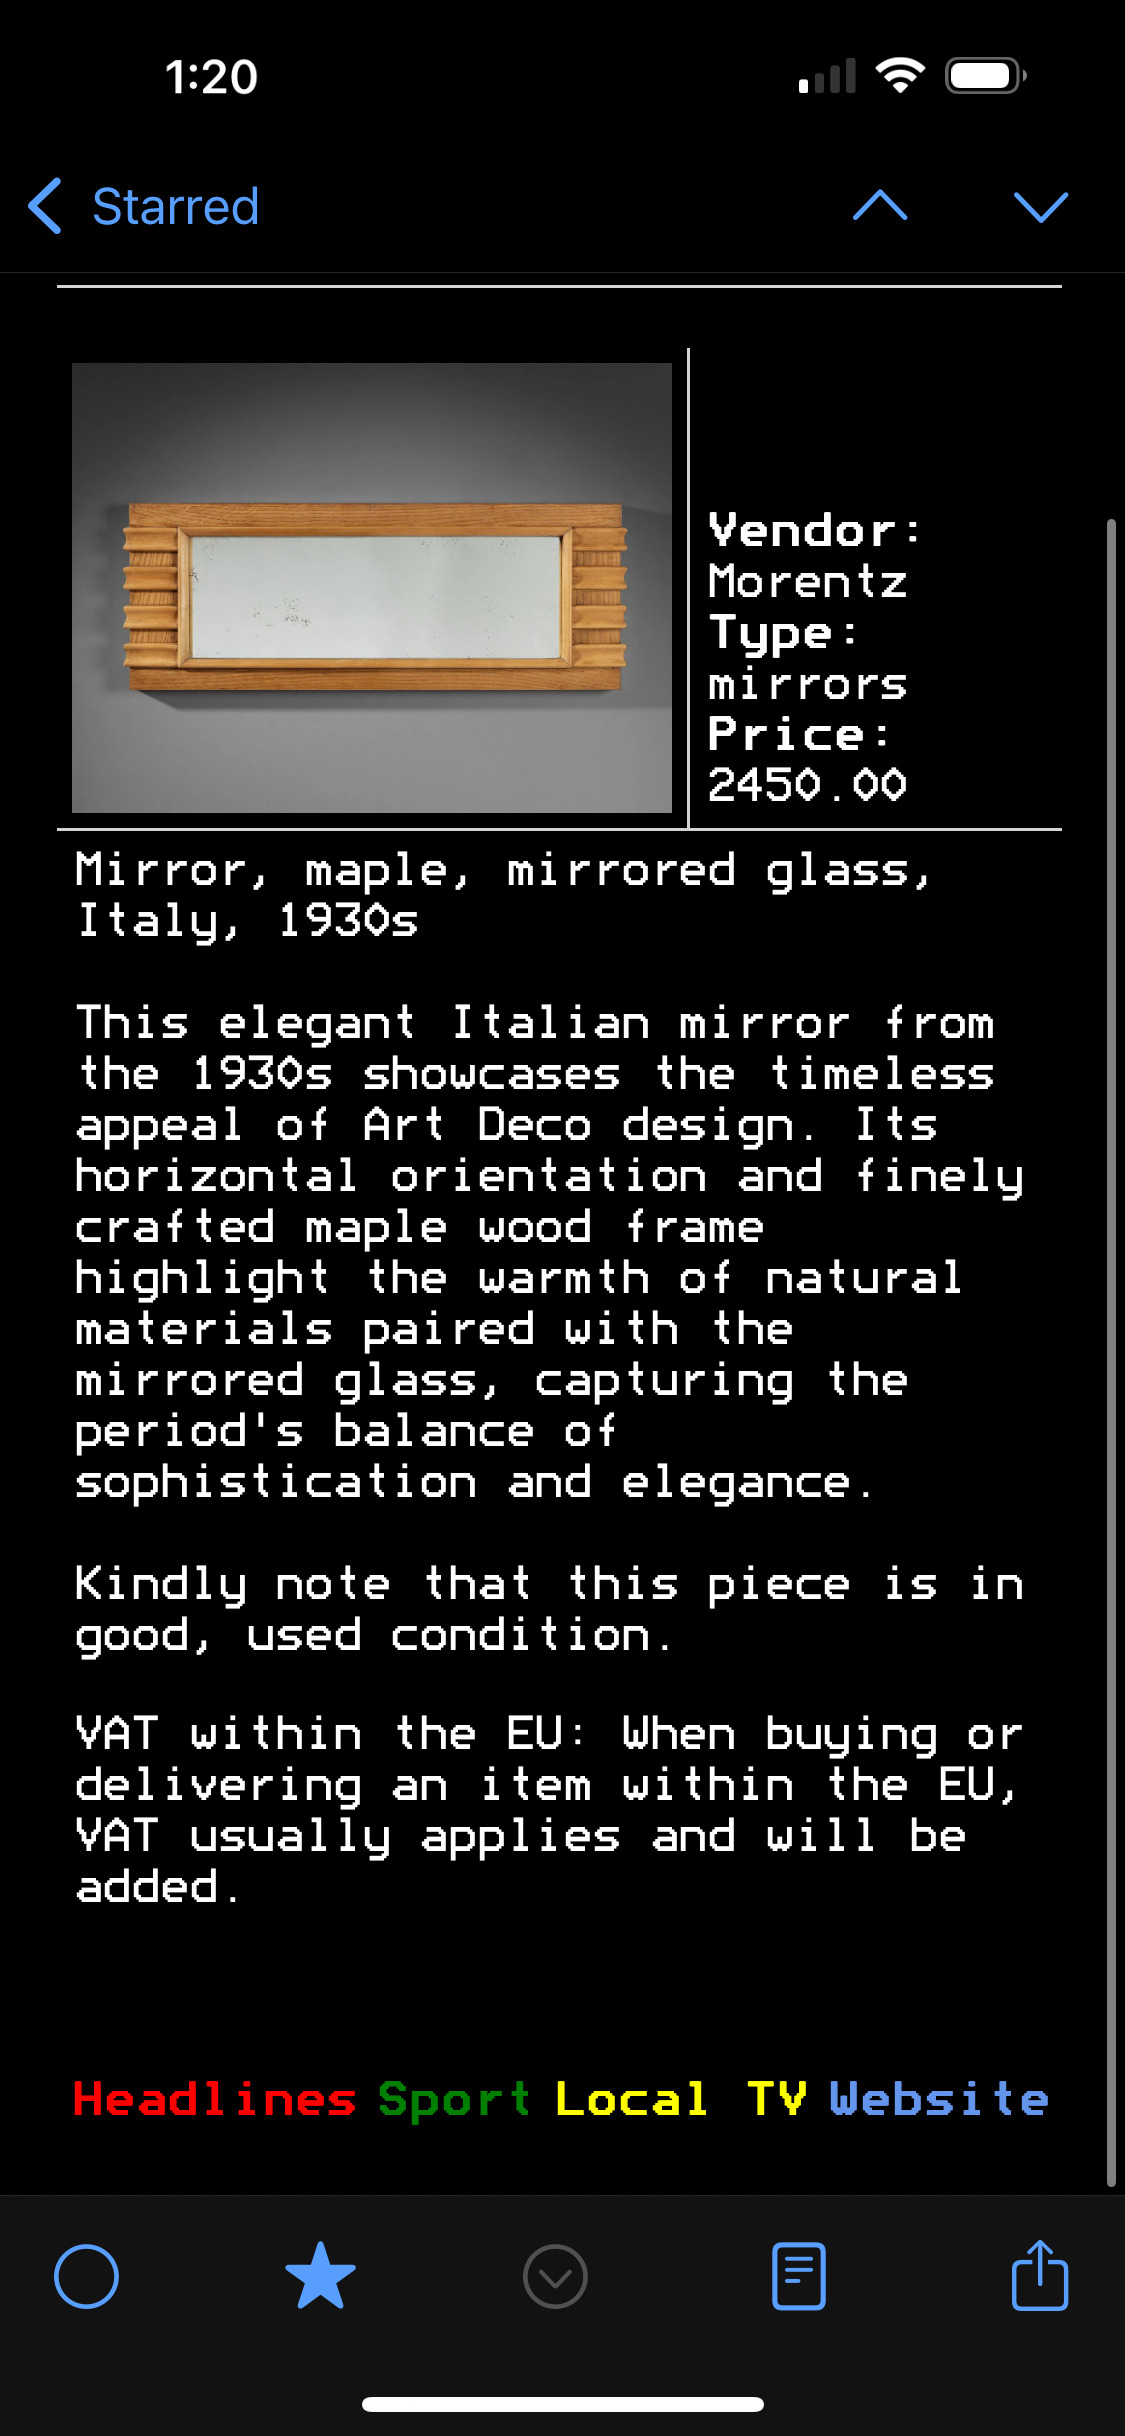 1:20
Starred
Vendor:
Morentz
Type:
mirrors
Price:
2450.00
Mirror, maple, mirrored glass,
Italy, 1930s
This elegant Italian mirror from
the 1930s showcases the timeless
appeal of Art Deco design. Its
horizontal orientation and finely
crafted maple wood frame
highlight the warmth of natural
materials paired with the
mirrored glass, capturing the
period's balance of
sophistication and elegance.
Kindly note that this piece is in
good, used condition.
VAT within the EU: When buying or
delivering an item within the EU,
VAT usually applies and will be
added.
Headlines Sport Local TV Website